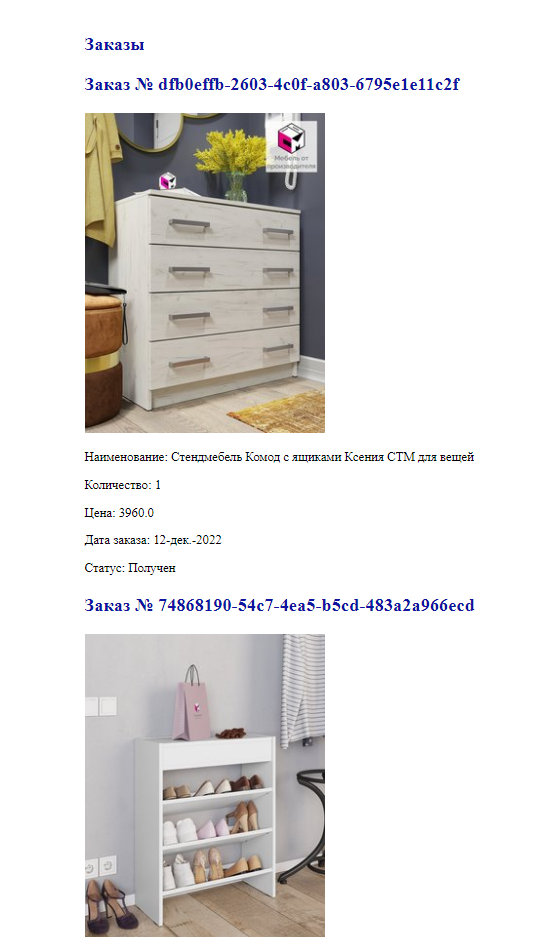 Заказы
Заказ № dfb0effb-2603-4c0f-a803-6795e1e11c2f
Мебель от
производителя
Наименование: Стендмебель Комод с ящиками Ксения СТМ для вещей
Количество: 1
Цена: 3960.0
Дата заказа: 12-дек.-2022
Статус: Получен
Заказ № 74868190-54c7-4ea5-b5cd-483a2a966ecd